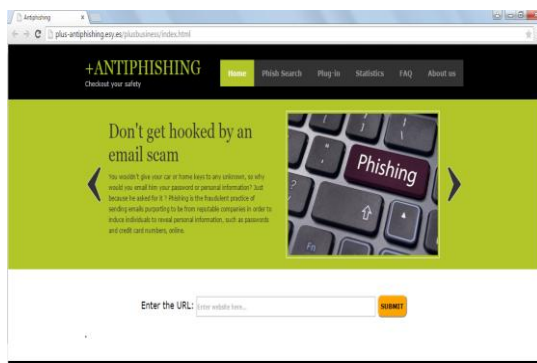 Antiphishing
plus-antiphishing.esy.es/plusbusiness/index.html
+ANTIPHISHING
Checkout your safety
Home Phish Search Plug-in Statistics FAQ About us
Don't get hooked by an
email scam
You wouldn't give your car at home keys to any unknown, so why
would you email him your password or personal information? Just
because he asked for it ? Phishing is the fraudulent practice of
sending emails purporting to be from reputable companies in order to
induce individuals to reveal personal information, such as passwords
and credit card numbers, online.
Phishing
Fn
Enter the URL: Enter website here... SUBMIT